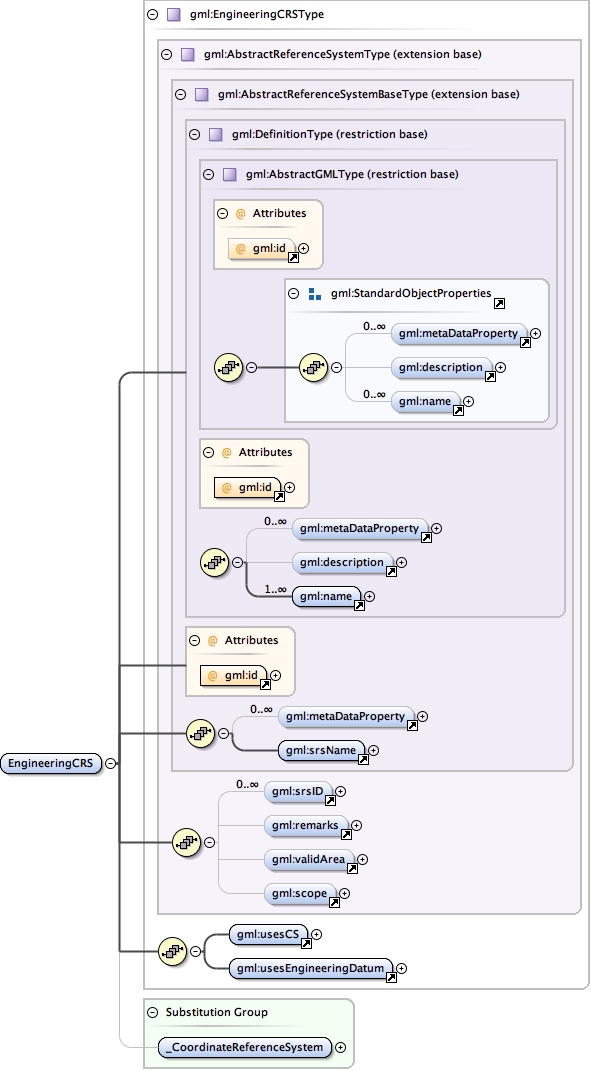 gml:EngineeringCRSType
gml:AbstractReferenceSystemType (extension base)
gml:AbstractReferenceSystemBaseType (extension base)
gml:DefinitionType (restriction base)
gml:AbstractGMLType (restriction base)
@ Attributes
@ gml:id
gml:StandardObjectProperties
0..∞
gml:metaDataProperty
gml:description
0..∞
gml:name
@ Attributes
@ gml:id
0..∞
gml:metaDataProperty
gml:description
1..∞
gml:name
@ Attributes
@ gml:id
0..∞
gml:metaDataProperty
gml:srsName
EngineeringCRS
0..∞
gml:srsID
gml:remarks
gml:validArea
gml:scope
gml:usesCS
gml:usesEngineeringDatum
Substitution Group
_CoordinateReferenceSystem